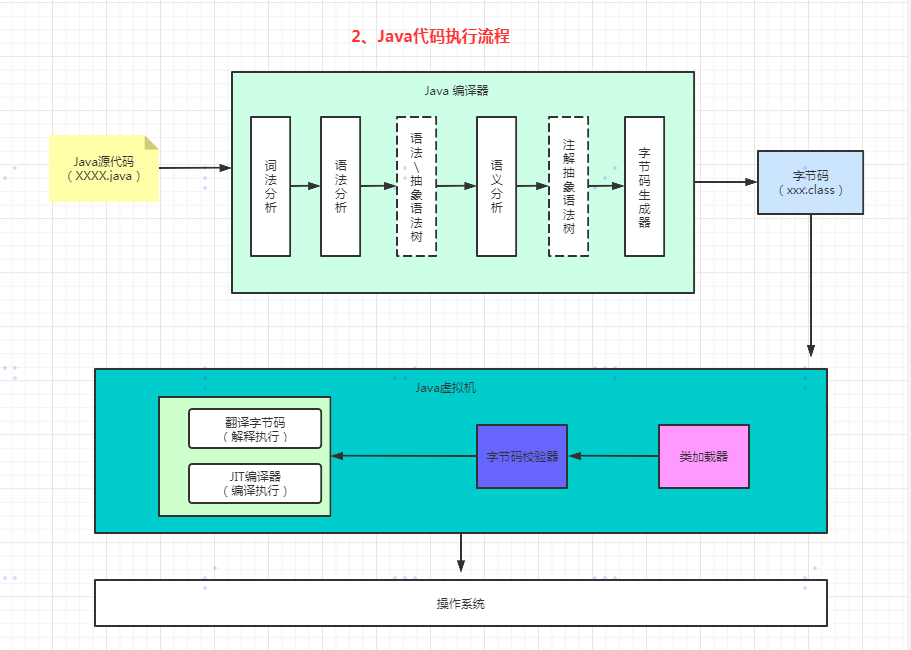 2、Java代码执行流程
Java 编译器
Java源代码
（XXXX.java）
词法分析
语法分析
语法\抽象语法树
语义分析
注解抽象语法树
字节码生成器
字节码
（xxx.class）
Java虚拟机
翻译字节码
（解释执行）
JIT编译器
（编译执行）
字节码校验器
类加载器
操作系统